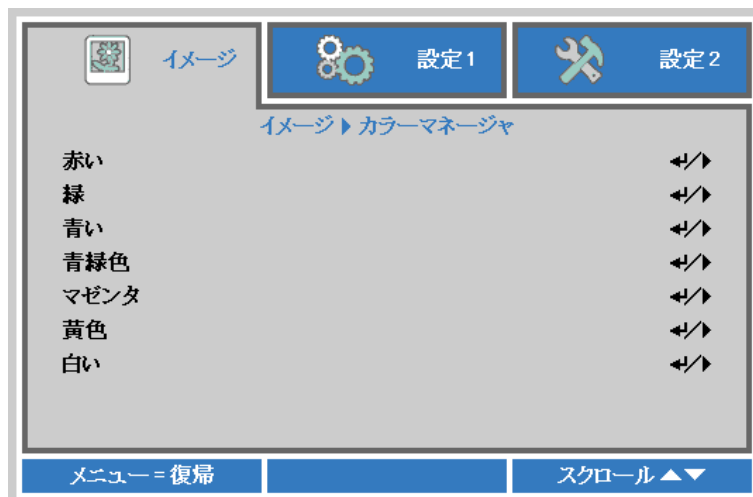 イメージ 設定1 設定2
イメージ ▶ カラーマネージャ
赤い ↵/▶
緑 ↵/▶
青い ↵/▶
青緑色 ↵/▶
マゼンタ ↵/▶
黄色 ↵/▶
白い ↵/▶
メニュー = 復帰 スクロール ▲▼